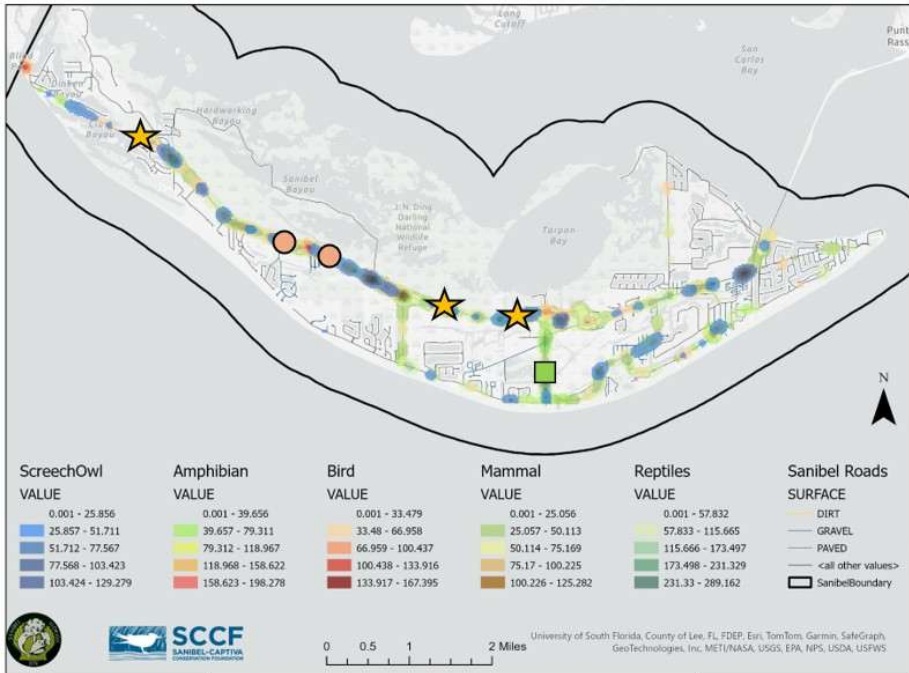 Long
Cutoff
Punt
Rass
San
Carlos
Bay
Blind
Pass
Dinkin
Bayou
Clam
Bayou
Hardworking
Bayou
Sanibel
Bayou
J. N. Ding
Darling
National
Wildlife
Refuge
Tarpon
Bay
N
ScreechOwl
VALUE
0.001 - 25.856
25.857 - 51.711
51.712 - 77.567
77.568 - 103.423
103.424 - 129.279
Amphibian
VALUE
0.001 - 39.656
39.657 - 79.311
79.312 - 118.967
118.968 - 158.622
158.623 - 198.278
Bird
VALUE
0.001 - 33.479
33.48 - 66.958
66.959 - 100.437
100.438 - 133.916
133.917 - 167.395
Mammal
VALUE
0.001 - 25.056
25.057 - 50.113
50.114 - 75.169
75.17 - 100.225
100.226 - 125.282
Reptiles
VALUE
0.001 - 57.832
57.833 - 115.665
115.666 - 173.497
173.498 - 231.329
231.33 - 289.162
Sanibel Roads
SURFACE
DIRT
GRAVEL
PAVED
<all other values>
SanibelBoundary
SCCF
SANIBEL-CAPTIVA
CONSERVATION FOUNDATION
0 0.5 1 2 Miles
University of South Florida, County of Lee, FL, FDEP, Esri, TomTom, Garmin, SafeGraph,
GeoTechnologies, Inc, METI/NASA, USGS, EPA, NPS, USDA, USFWS